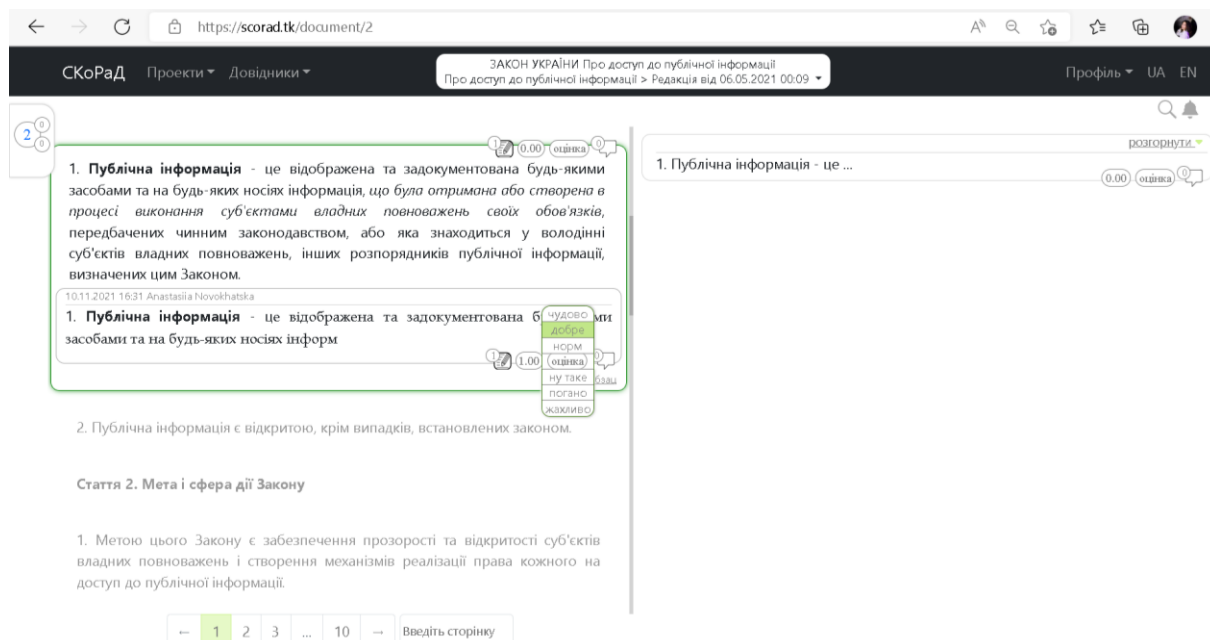 https://scorad.tk/document/2
СКоРаД Проекти Довідники
ЗАКОН УКРАЇНИ Про доступ до публічної інформації
Про доступ до публічної інформації > Редакція від 06.05.2021 00:09
Профіль UA EN
2 0
0
1 0.00 оцінка 0
1. Публічна інформація - це відображена та задокументована будь-якими
засобами та на будь-яких носіях інформація, що була отримана або створена в
процесі виконання суб'єктами владних повноважень своїх обов'язків,
передбачених чинним законодавством, або яка знаходиться у володінні
суб'єктів владних повноважень, інших розпорядників публічної інформації,
визначених цим Законом.
10.11.2021 16:31 Anastasiia Novokhatska
1. Публічна інформація - це відображена та задокументована б ми
засобами та на будь-яких носіях інформ
чудово
добре
норм
1 1.00 оцінка 0
ну таке
бзац
погано
жахливо
2. Публічна інформація є відкритою, крім випадків, встановлених законом.
Стаття 2. Мета і сфера дії Закону
1. Метою цього Закону є забезпечення прозорості та відкритості суб'єктів
владних повноважень і створення механізмів реалізації права кожного на
доступ до публічної інформації.
← 1 2 3 ... 10 → Введіть сторінку
розгорнути
1. Публічна інформація - це ...
0.00 оцінка 0